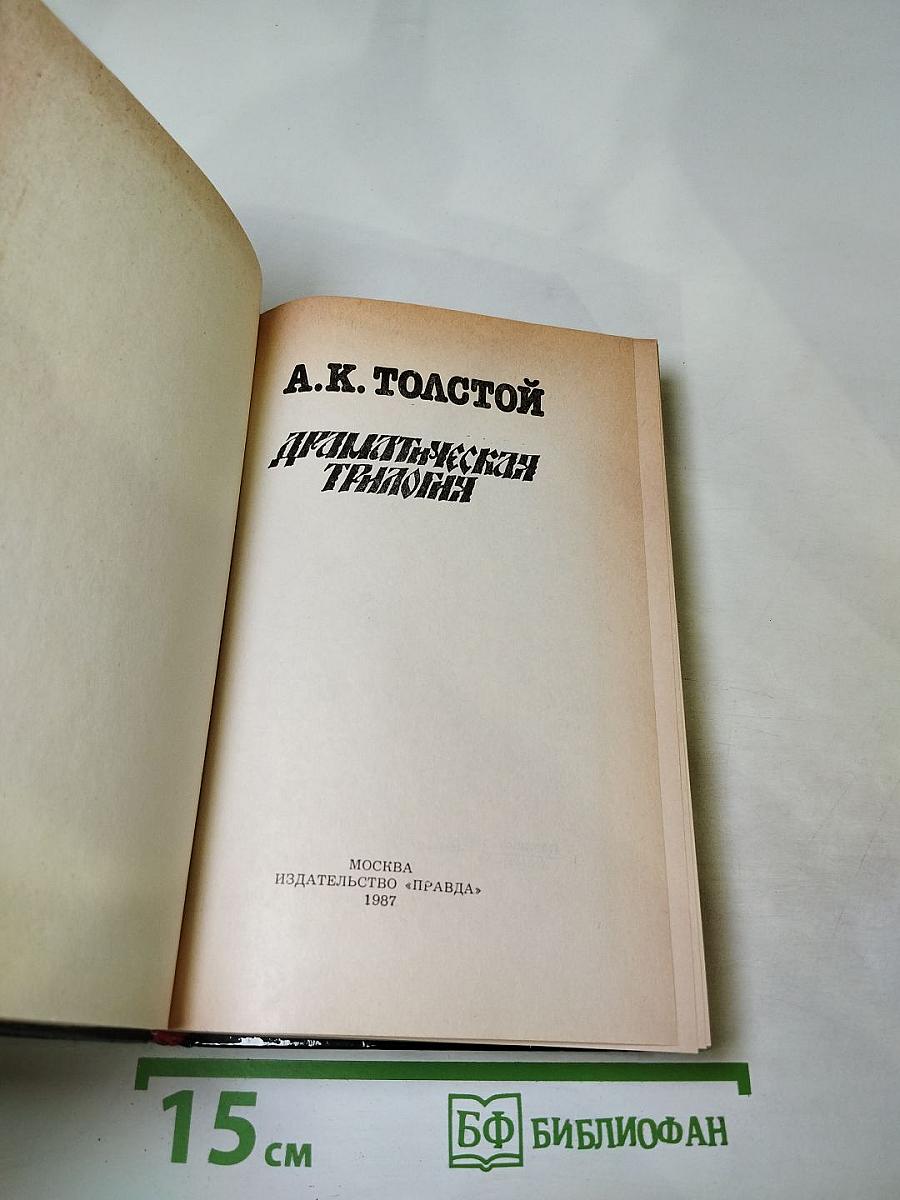 А.К. ТОЛСТОЙ
ДРАМАТИЧЕСКАЯ
ТРИЛОГИЯ
МОСКВА
ИЗДАТЕЛЬСТВО «ПРАВДА»
1987
15 см
БФ БИБЛИОФАН